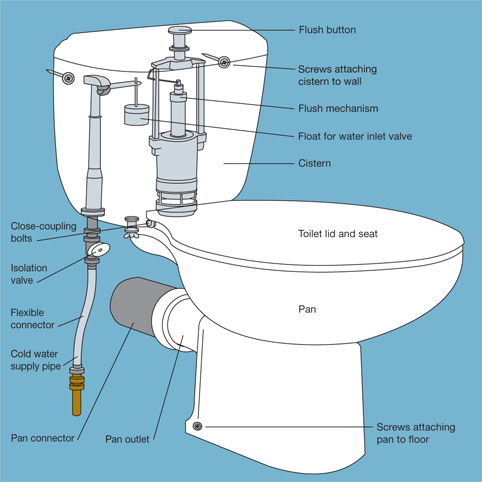 Flush button
Screws attaching
cistern to wall
Flush mechanism
Float for water inlet valve
Cistern
Close-coupling
bolts
Toilet lid and seat
Isolation
valve
Flexible
connector
Pan
Cold water
supply pipe
Pan connector
Pan outlet
Screws attaching
pan to floor